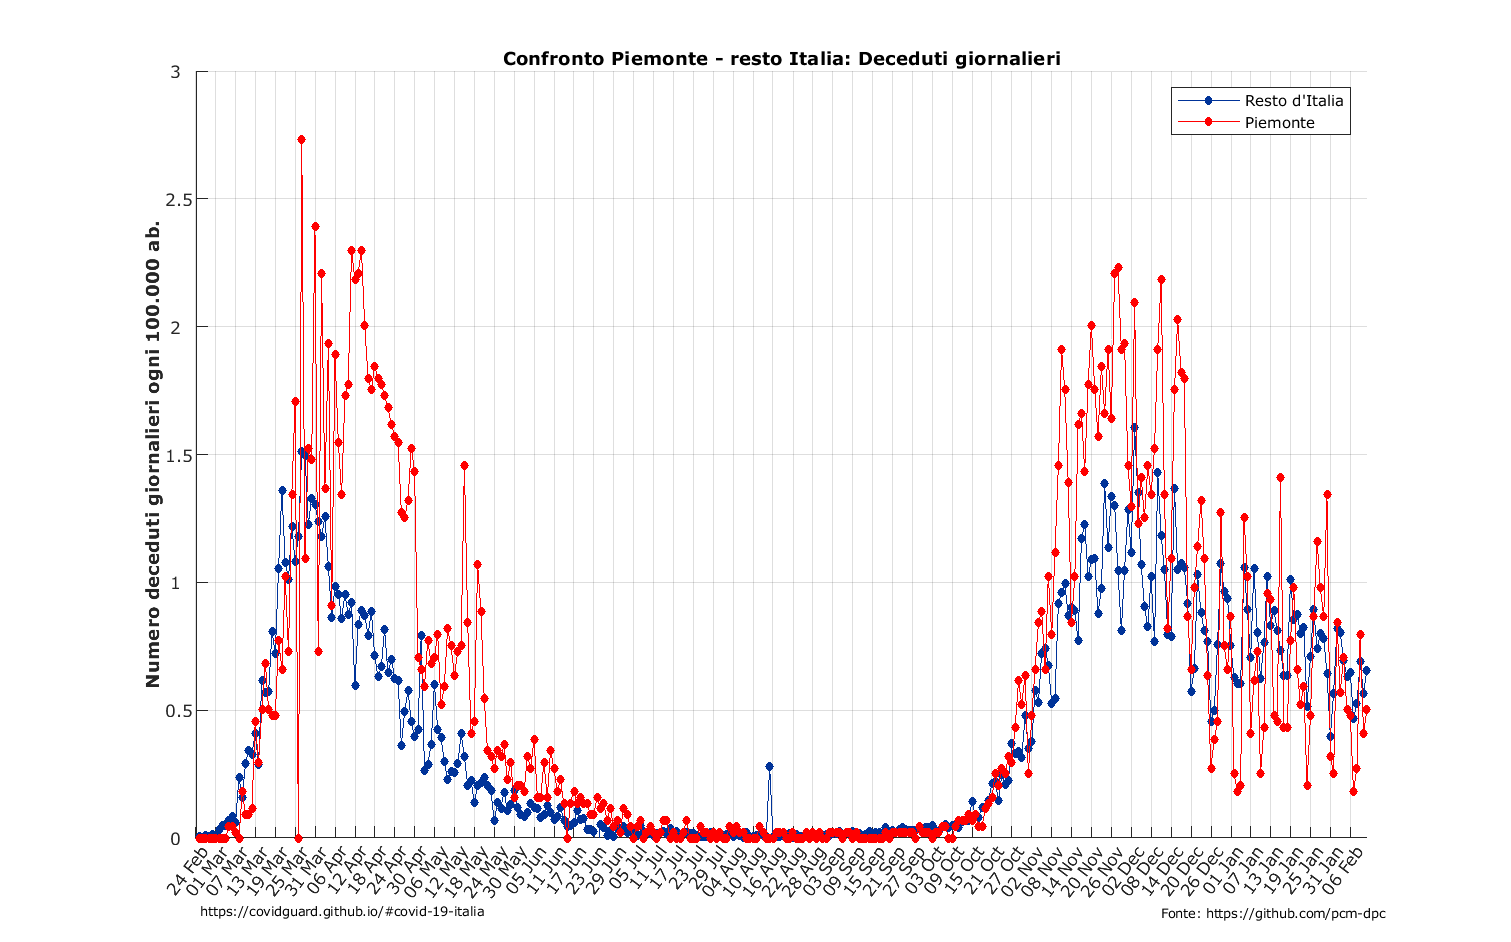 Confronto Piemonte - resto Italia: Deceduti giornalieri
Resto d'Italia
Piemonte
Numero deceduti giornalieri ogni 100.000 ab.
3
2.5
2
1.5
1
0.5
0
24 Feb
01 Mar
07 Mar
13 Mar
19 Mar
25 Mar
31 Mar
06 Apr
12 Apr
18 Apr
24 Apr
30 Apr
06 May
12 May
18 May
24 May
30 May
05 Jun
11 Jun
17 Jun
23 Jun
29 Jun
05 Jul
11 Jul
17 Jul
23 Jul
29 Jul
04 Aug
10 Aug
16 Aug
22 Aug
28 Aug
03 Sep
09 Sep
15 Sep
21 Sep
27 Sep
03 Oct
09 Oct
15 Oct
21 Oct
27 Oct
02 Nov
08 Nov
14 Nov
20 Nov
26 Nov
02 Dec
08 Dec
14 Dec
20 Dec
26 Dec
01 Jan
07 Jan
13 Jan
19 Jan
25 Jan
31 Jan
06 Feb
https://covidguard.github.io/#covid-19-italia
Fonte: https://github.com/pcm-dpc